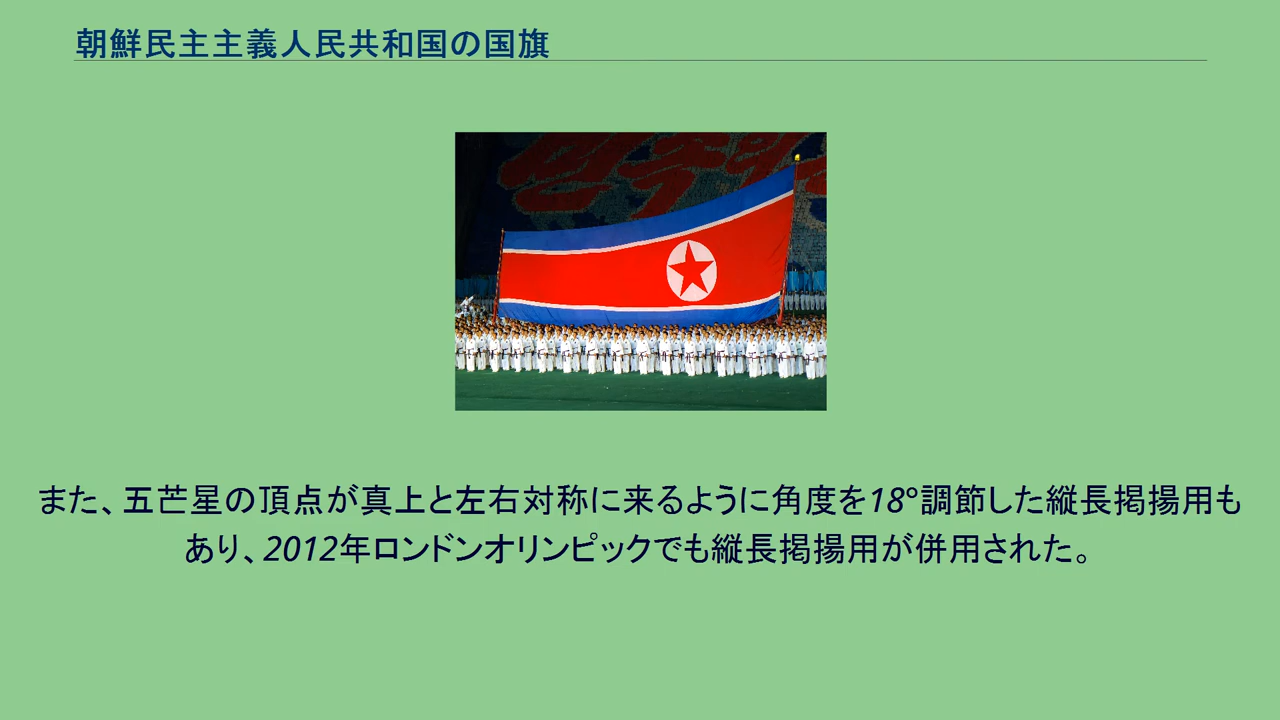 朝鮮民主主義人民共和国の国旗
また、五芒星の頂点が真上と左右対称に来るように角度を18°調節した縦長掲揚用も
あり、2012年ロンドンオリンピックでも縦長掲揚用が併用された。